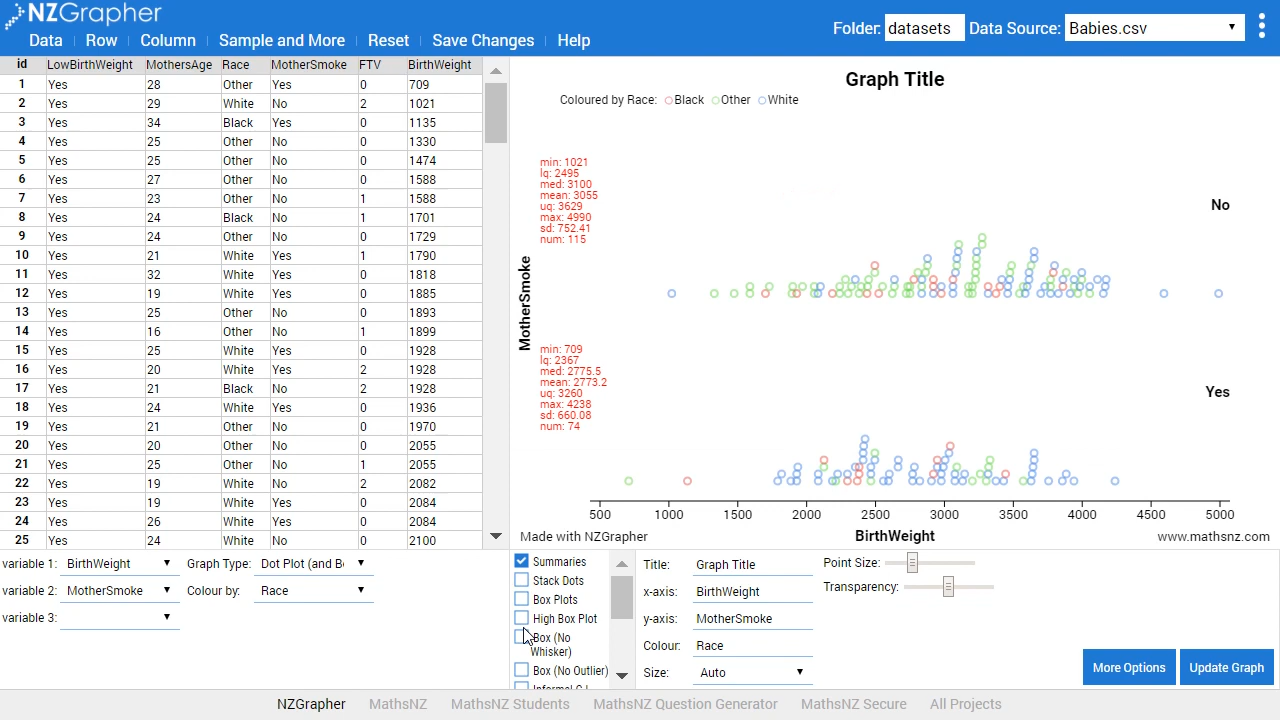 NZGrapher
Folder: datasets Data Source: Babies.csv
Data Row Column Sample and More Reset Save Changes Help
id LowBirthWeight MothersAge Race MotherSmoke FTV BirthWeight
1 Yes 28 Other Yes 0 709
2 Yes 29 White No 2 1021
3 Yes 34 Black Yes 0 1135
4 Yes 25 Other No 0 1330
5 Yes 25 Other No 0 1474
6 Yes 27 Other No 0 1588
7 Yes 23 Other No 1 1588
8 Yes 24 Black No 1 1701
9 Yes 24 Other No 0 1729
10 Yes 21 White Yes 1 1790
11 Yes 32 White Yes 0 1818
12 Yes 19 White Yes 0 1885
13 Yes 25 Other No 0 1893
14 Yes 16 Other No 1 1899
15 Yes 25 White Yes 0 1928
16 Yes 20 White Yes 2 1928
17 Yes 21 Black No 2 1928
18 Yes 24 White Yes 0 1936
19 Yes 21 Other No 0 1970
20 Yes 20 Other No 0 2055
21 Yes 25 Other No 1 2055
22 Yes 19 White No 2 2082
23 Yes 19 White Yes 0 2084
24 Yes 26 White Yes 0 2084
25 Yes 24 White No 0 2100
Graph Title
Coloured by Race: Black Other White
min: 1021
lq: 2495
med: 3100
mean: 3055
uq: 3629
max: 4990
sd: 752.41
num: 115
No
MotherSmoke
min: 709
lq: 2367
med: 2775.5
mean: 2773.2
uq: 3260
max: 4238
sd: 660.08
num: 74
Yes
500 1000 1500 2000 2500 3000 3500 4000 4500 5000
Made with NZGrapher BirthWeight www.mathsnz.com
variable 1: BirthWeight Graph Type: Dot Plot (and B
variable 2: MotherSmoke Colour by: Race
variable 3:
Summaries
Stack Dots
Box Plots
High Box Plot
Box (No
Whisker)
Box (No Outlier)
Informal C.I
Title: Graph Title
x-axis: BirthWeight
y-axis: MotherSmoke
Colour: Race
Size: Auto
Point Size:
Transparency:
More Options Update Graph
NZGrapher MathsNZ MathsNZ Students MathsNZ Question Generator MathsNZ Secure All Projects